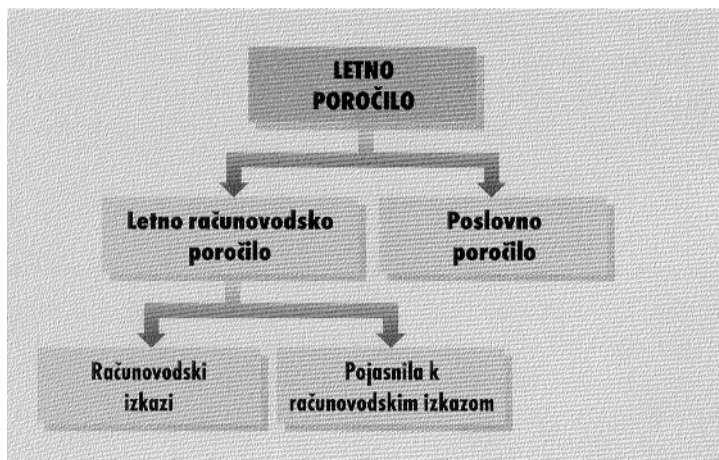 LETNO
POROČILO
Letno računovodsko
poročilo
Poslovno
poročilo
Računovodski
izkazi
Pojasnila k
računovodskim izkazom